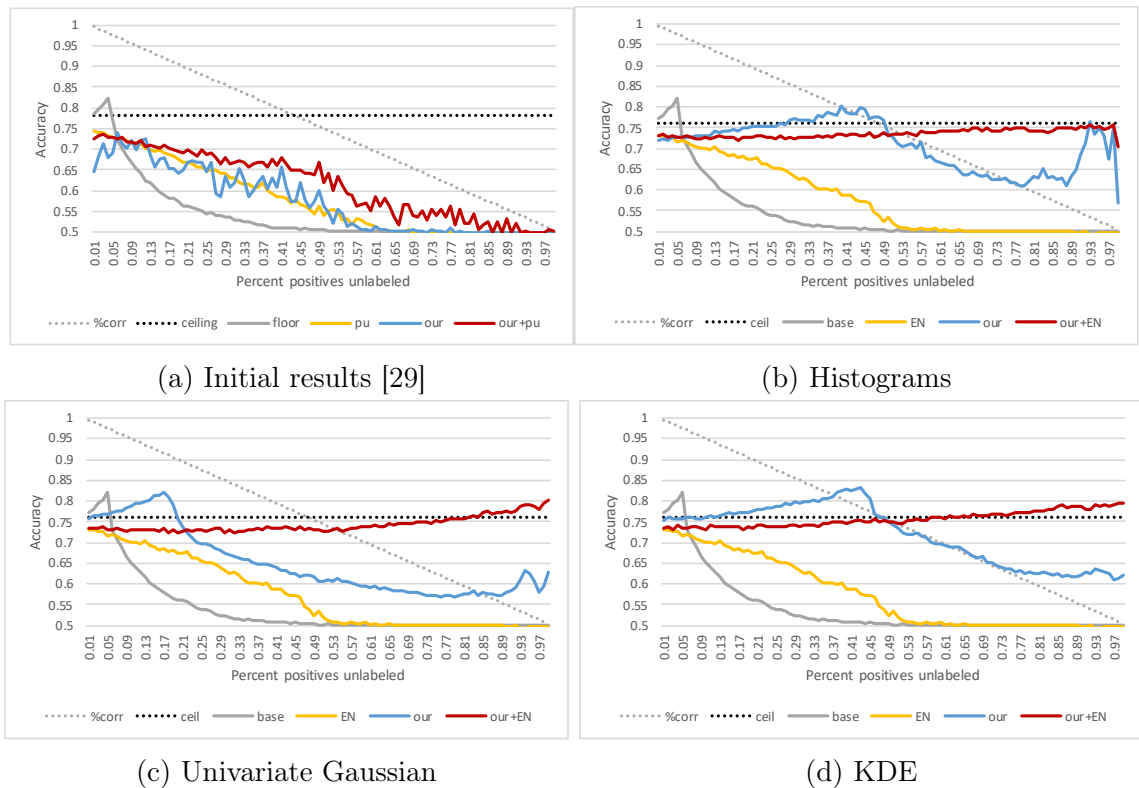 1
0.95
0.9
0.85
0.8
0.75
0.7
0.65
0.6
0.55
0.5
Accuracy
0.01 0.05 0.09 0.13 0.17 0.21 0.25 0.29 0.33 0.37 0.41 0.45 0.49 0.53 0.57 0.61 0.65 0.69 0.73 0.77 0.81 0.85 0.89 0.93 0.97
Percent positives unlabeled
%corr ceiling floor pu our our+pu
(a) Initial results [29]
1
0.95
0.9
0.85
0.8
0.75
0.7
0.65
0.6
0.55
0.5
Accuracy
0.01 0.05 0.09 0.13 0.17 0.21 0.25 0.29 0.33 0.37 0.41 0.45 0.49 0.53 0.57 0.61 0.65 0.69 0.73 0.77 0.81 0.85 0.89 0.93 0.97
Percent positives unlabeled
%corr ceil base EN our our+EN
(b) Histograms
1
0.95
0.9
0.85
0.8
0.75
0.7
0.65
0.6
0.55
0.5
Accuracy
0.01 0.05 0.09 0.13 0.17 0.21 0.25 0.29 0.33 0.37 0.41 0.45 0.49 0.53 0.57 0.61 0.65 0.69 0.73 0.77 0.81 0.85 0.89 0.93 0.97
Percent positives unlabeled
%corr ceil base EN our our+EN
(c) Univariate Gaussian
1
0.95
0.9
0.85
0.8
0.75
0.7
0.65
0.6
0.55
0.5
Accuracy
0.01 0.05 0.09 0.13 0.17 0.21 0.25 0.29 0.33 0.37 0.41 0.45 0.49 0.53 0.57 0.61 0.65 0.69 0.73 0.77 0.81 0.85 0.89 0.93 0.97
Percent positives unlabeled
%corr ceil base EN our our+EN
(d) KDE